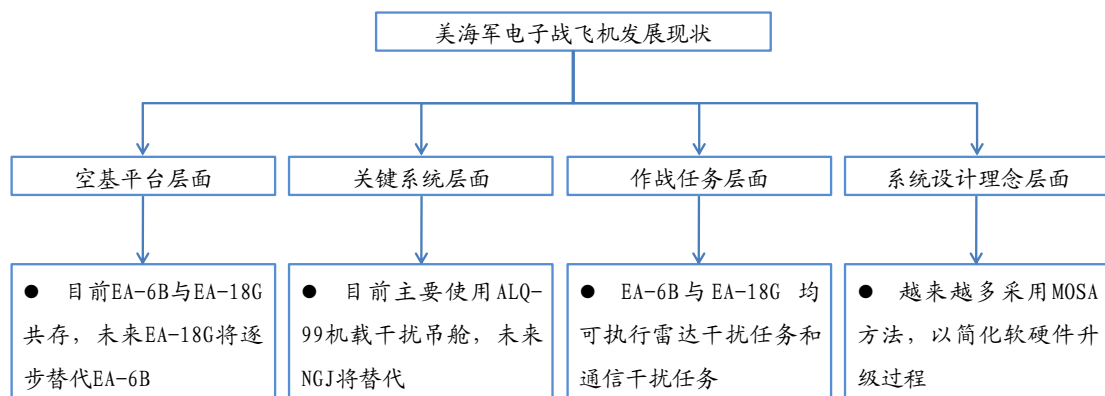 美海军电子战飞机发展现状
空基平台层面
关键系统层面
作战任务层面
系统设计理念层面
● 目前EA-6B与EA-18G
共存，未来EA-18G将逐
步替代EA-6B
● 目前主要使用ALQ-
99机载干扰吊舱，未来
NGJ将替代
● EA-6B与EA-18G 均
可执行雷达干扰任务和
通信干扰任务
● 越来越多采用MOSA
方法，以简化软硬件升
级过程